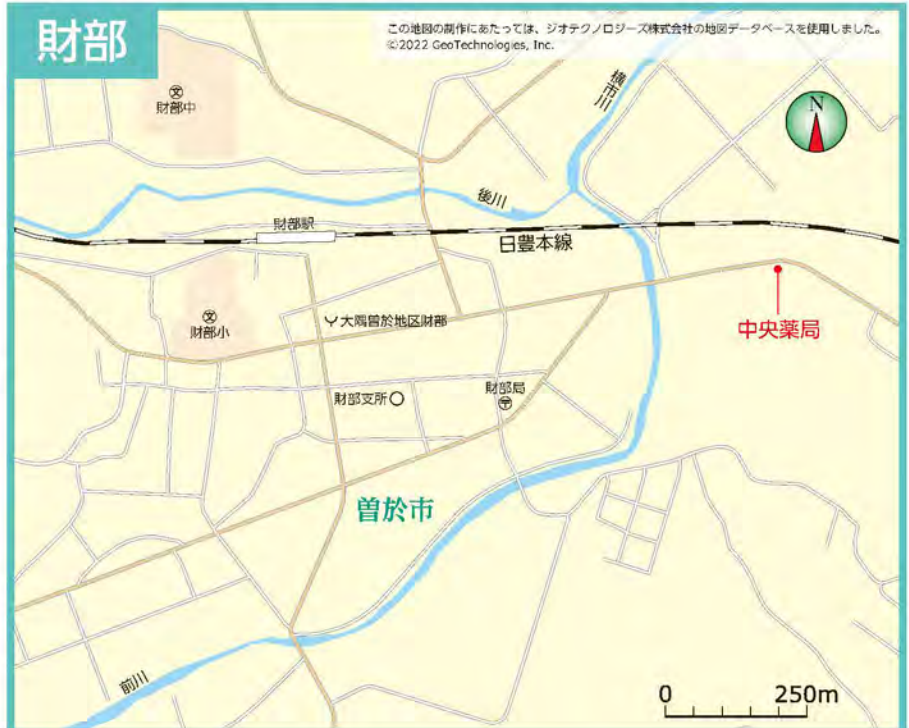 財部
この地図の制作にあたっては、ジオテクノロジーズ株式会社の地図データベースを使用しました。
©2022 GeoTechnologies, Inc.
財部中
横市川
N
後川
財部駅
日豊本線
財部小
大隅曽於地区財部
中央薬局
財部支所
財部局
曽於市
前川
0 250m